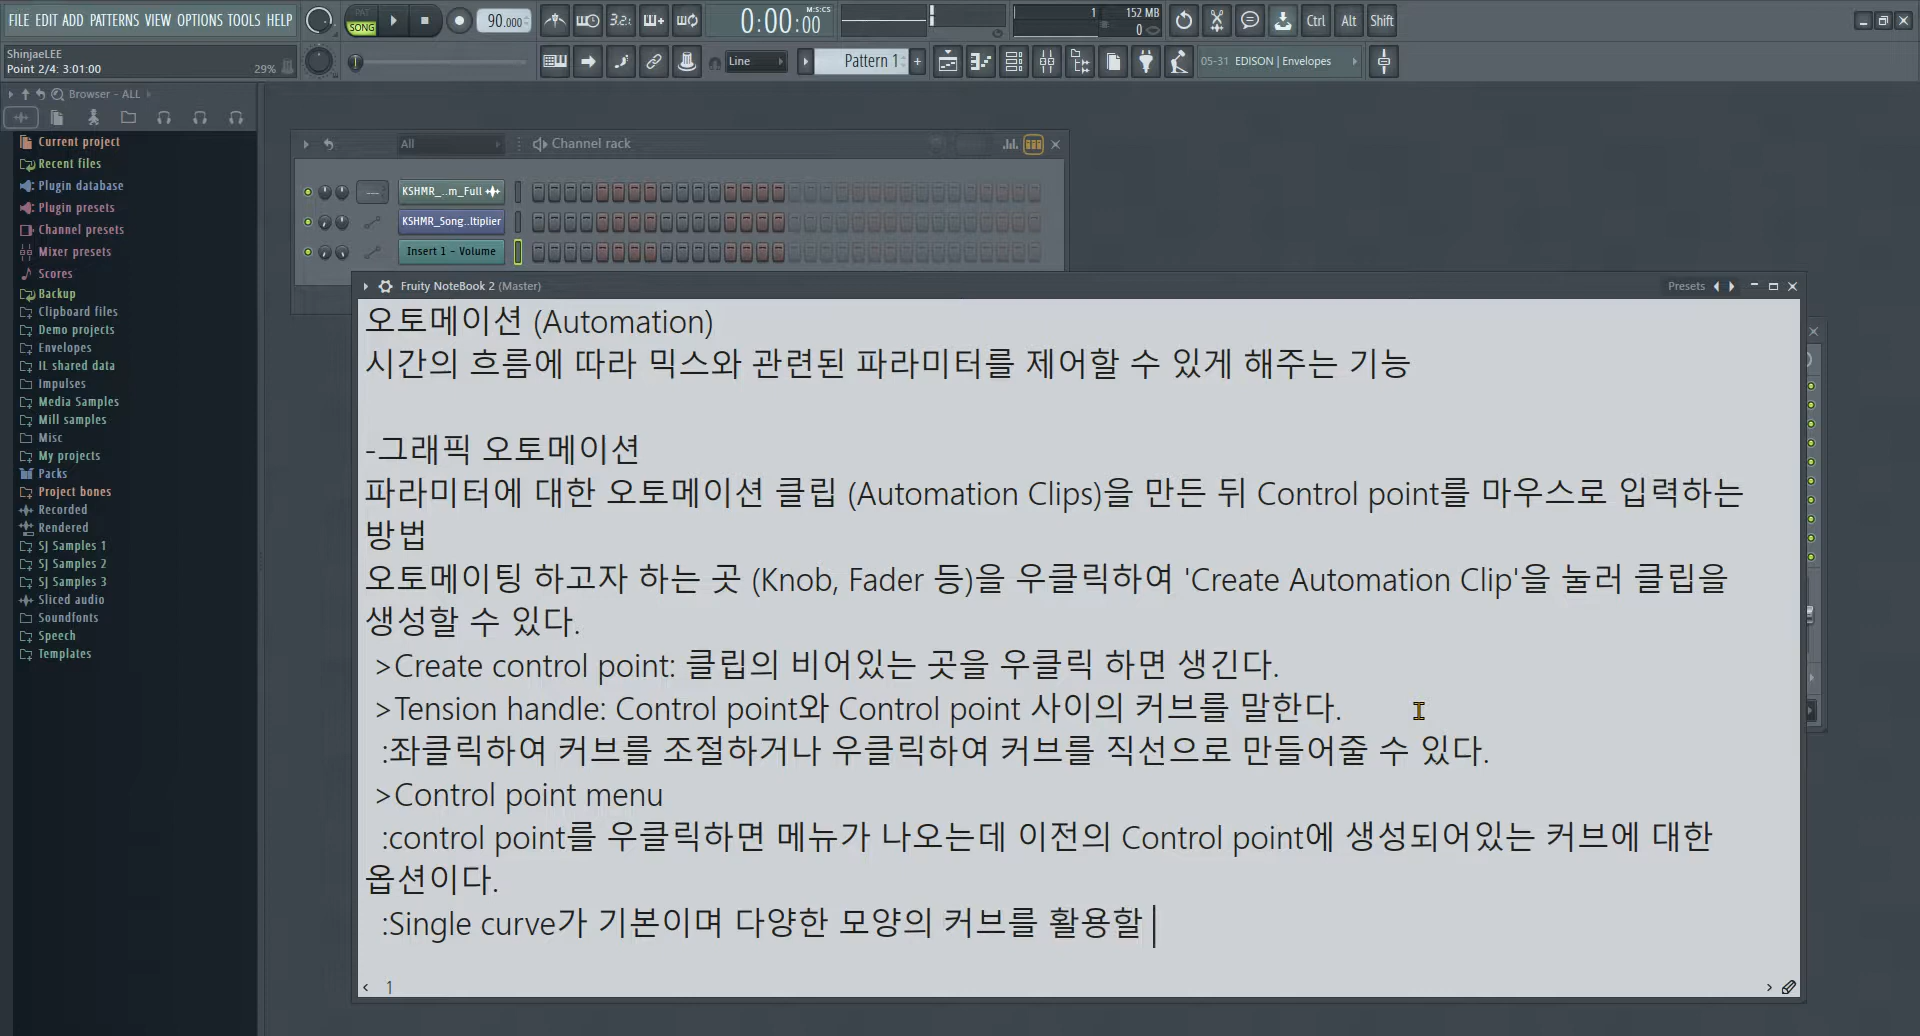 FILE EDIT ADD PATTERNS VIEW OPTIONS TOOLS HELP
PAT
SONG
90.000
3.2.
0:00:00
M:S:CS
1
152 MB
0
Ctrl
Alt
Shift
ShinjaeLEE
Point 2/4: 3:01:00
29%
Line
Pattern 1
05-31 EDISON | Envelopes
Browser - ALL
Current project
Recent files
Plugin database
Plugin presets
Channel presets
Mixer presets
Scores
Backup
Clipboard files
Demo projects
Envelopes
IL shared data
Impulses
Media Samples
Mill samples
Misc
My projects
Packs
Project bones
Recorded
Rendered
SJ Samples 1
SJ Samples 2
SJ Samples 3
Sliced audio
Soundfonts
Speech
Templates
All
Channel rack
KSHMR_..m_Full
KSHMR_Song..ltiplier
Insert 1 - Volume
Fruity NoteBook 2 (Master)
Presets
오토메이션 (Automation)
시간의 흐름에 따라 믹스와 관련된 파라미터를 제어할 수 있게 해주는 기능
-그래픽 오토메이션
파라미터에 대한 오토메이션 클립 (Automation Clips)을 만든 뒤 Control point를 마우스로 입력하는
방법
오토메이팅 하고자 하는 곳 (Knob, Fader 등)을 우클릭하여 'Create Automation Clip'을 눌러 클립을
생성할 수 있다.
>Create control point: 클립의 비어있는 곳을 우클릭 하면 생긴다.
>Tension handle: Control point와 Control point 사이의 커브를 말한다.
:좌클릭하여 커브를 조절하거나 우클릭하여 커브를 직선으로 만들어줄 수 있다.
>Control point menu
:control point를 우클릭하면 메뉴가 나오는데 이전의 Control point에 생성되어있는 커브에 대한
옵션이다.
:Single curve가 기본이며 다양한 모양의 커브를 활용할
1